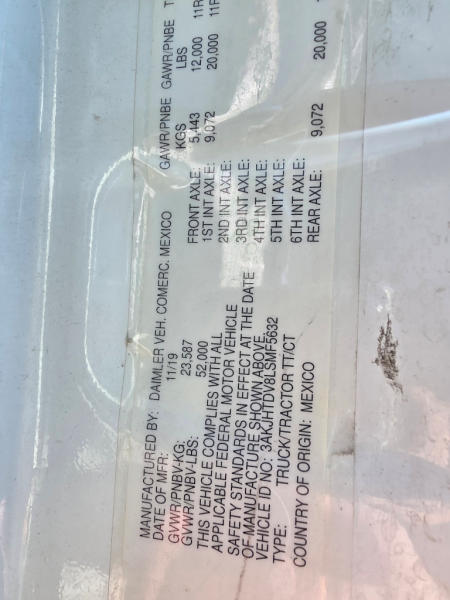 MANUFACTURED BY: DAIMLER VEH. COMERC. MEXICO
DATE OF MFR: 11/19
GVWR/PNBV-KG: 23,587
GVWR/PNBV-LBS: 52,000
THIS VEHICLE COMPLIES WITH ALL
APPLICABLE FEDERAL MOTOR VEHICLE
SAFETY STANDARDS IN EFFECT AT THE DATE
OF MANUFACTURE SHOWN ABOVE.
VEHICLE ID NO: 3AKJHTDV8LSMF5632
TYPE: TRUCK/TRACTOR TT/CT
COUNTRY OF ORIGIN: MEXICO
GAWR/PNBE GAWR/PNBE
KGS LBS
FRONT AXLE: 5,443 12,000 11R
1ST INT AXLE: 9,072 20,000 11R
2ND INT AXLE:
3RD INT AXLE:
4TH INT AXLE:
5TH INT AXLE:
6TH INT AXLE:
REAR AXLE: 9,072 20,000